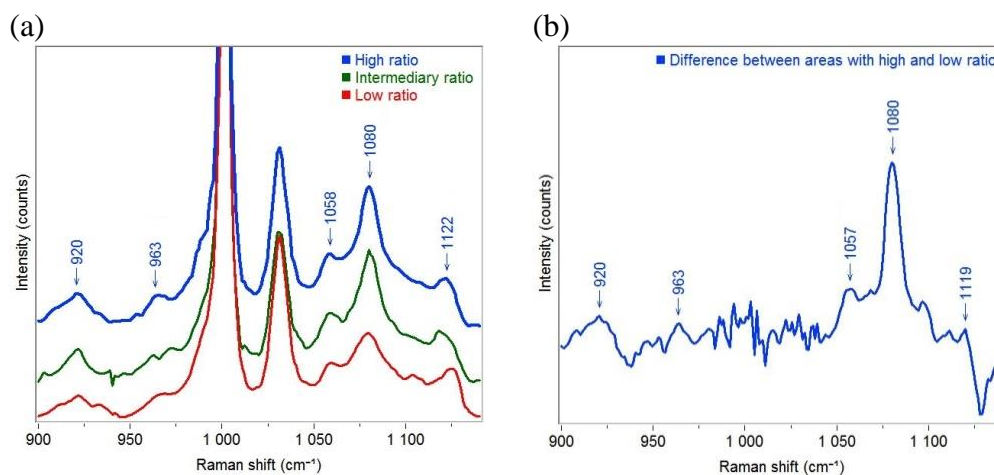 (a)
High ratio
Intermediary ratio
Low ratio
920
963
1058
1080
1122
Intensity (counts)
900
950
1 000
1 050
1 100
Raman shift (cm⁻¹)
(b)
Difference between areas with high and low ratio
920
963
1057
1080
1119
Intensity (counts)
900
950
1 000
1 050
1 100
Raman shift (cm⁻¹)